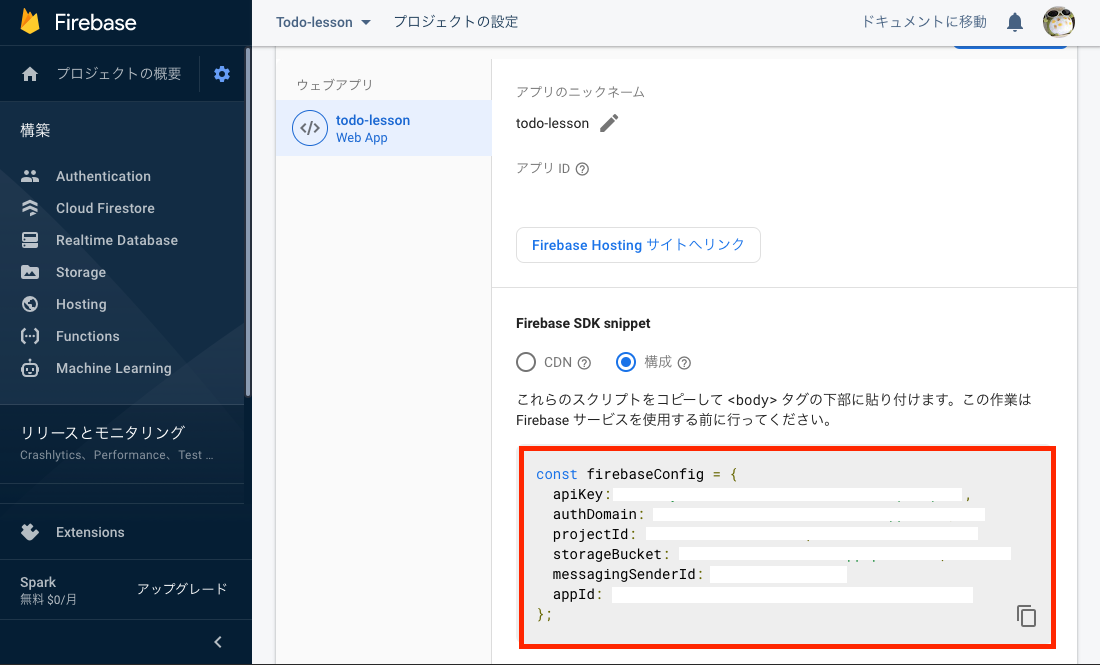 Firebase
Todo-lesson
プロジェクトの設定
ドキュメントに移動
プロジェクトの概要
構築
Authentication
Cloud Firestore
Realtime Database
Storage
Hosting
Functions
Machine Learning
リリースとモニタリング
Crashlytics、Performance、Test ...
Extensions
Spark
無料 $0/月
アップグレード
ウェブアプリ
todo-lesson
Web App
アプリのニックネーム
todo-lesson
アプリ ID
Firebase Hosting サイトへリンク
Firebase SDK snippet
CDN
構成
これらのスクリプトをコピーして <body> タグの下部に貼り付けます。この作業は
Firebase サービスを使用する前に行ってください。
const firebaseConfig = {
apiKey: ,
authDomain:
projectId:
storageBucket:
messagingSenderId:
appId:
};